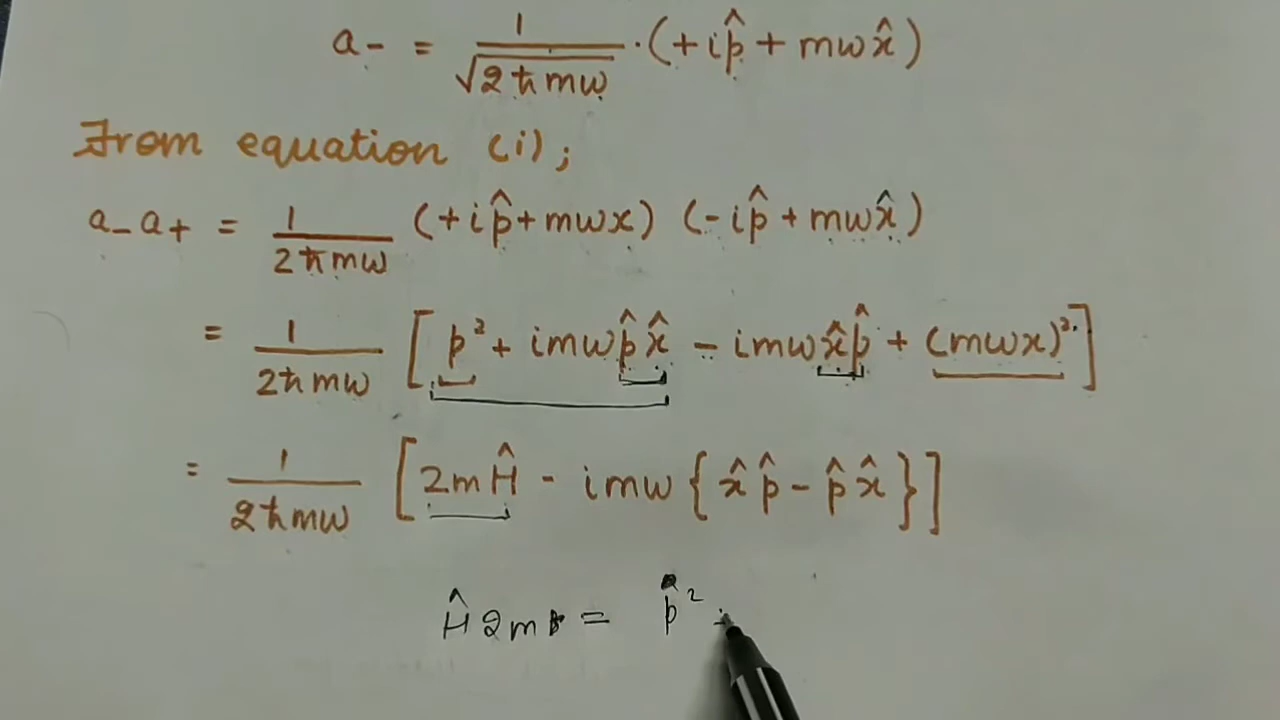 a₋ = 1/√(2ħmω) · (+ip̂ + mωx̂)
From equation (i);
a₋a₊ = 1/(2ħmω) (+ip̂ + mωx) (-ip̂ + mωx̂)
= 1/(2ħmω) [p² + imωp̂x̂ - imωx̂p̂ + (mωx)²]
= 1/(2ħmω) [2mĤ - imω{x̂p̂ - p̂x̂}]
Ĥ2m = p̂²